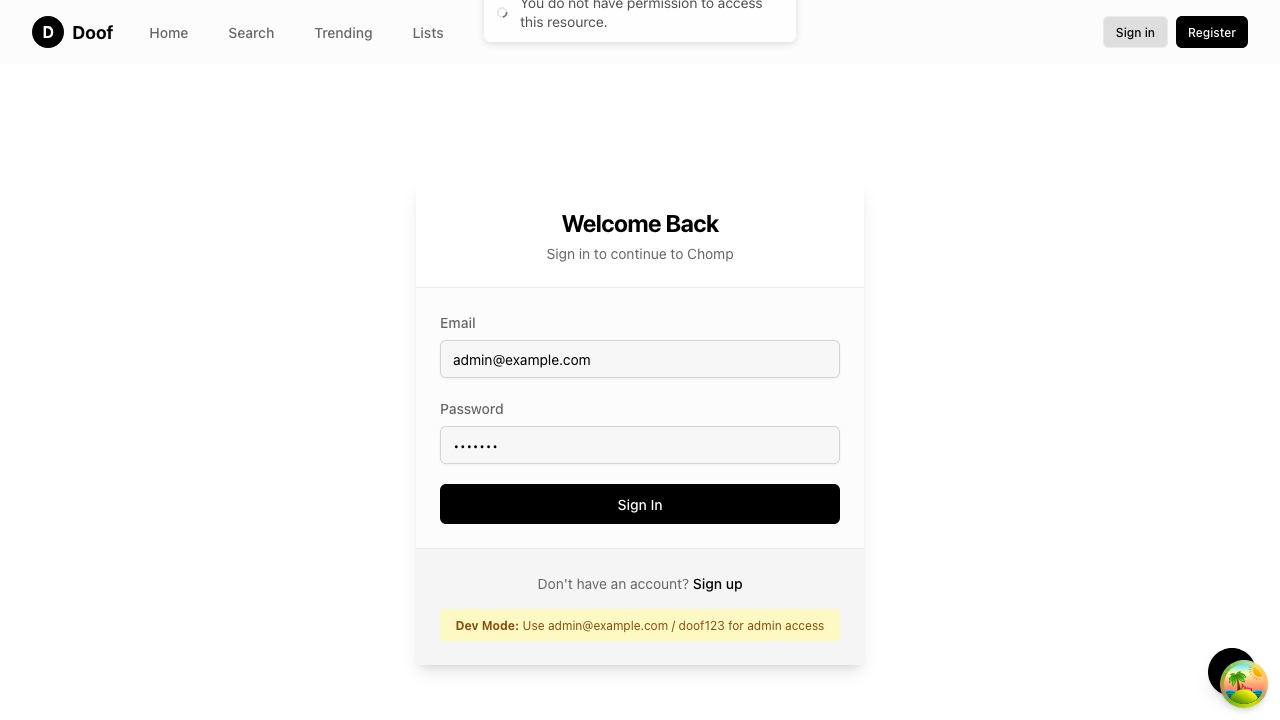 D Doof Home Search Trending Lists
You do not have permission to access
this resource.
Sign in Register
Welcome Back
Sign in to continue to Chomp
Email
admin@example.com
Password
•••••••
Sign In
Don't have an account? Sign up
Dev Mode: Use admin@example.com / doof123 for admin access